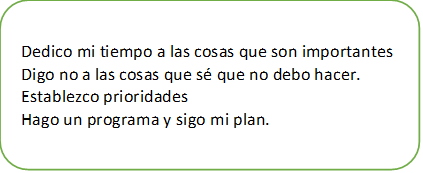 Dedico mi tiempo a las cosas que son importantes
Digo no a las cosas que sé que no debo hacer.
Establezco prioridades
Hago un programa y sigo mi plan.